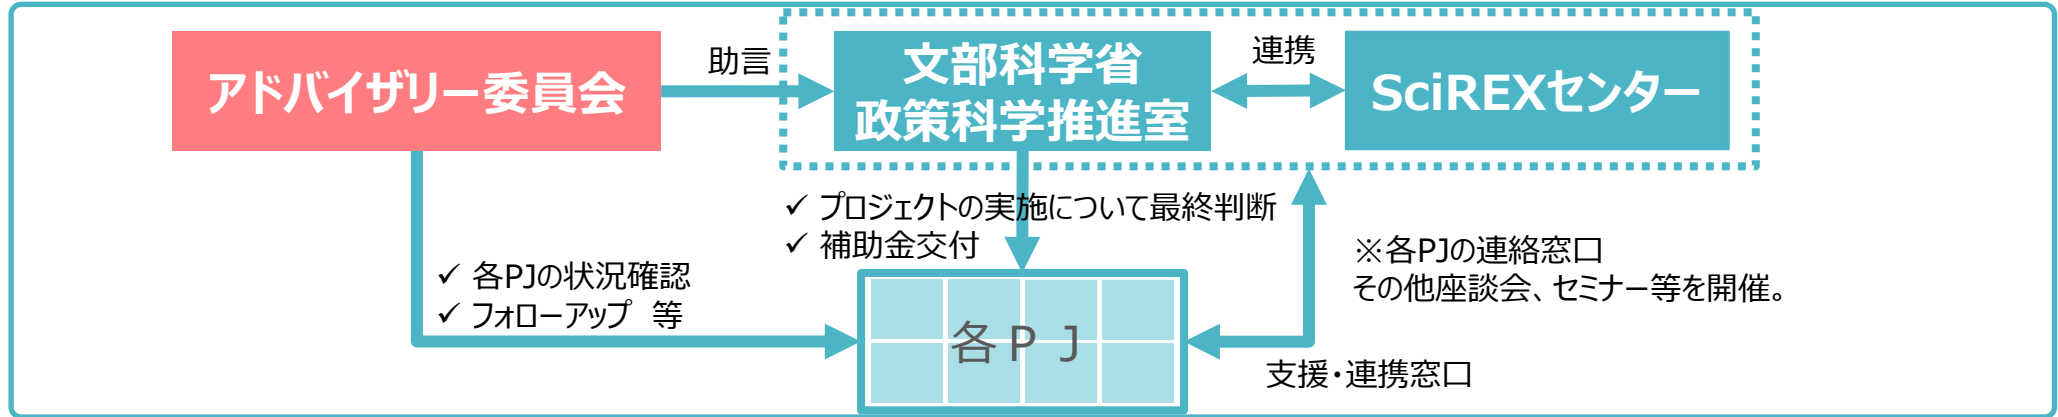 アドバイザリー委員会
助言
文部科学省
政策科学推進室
連携
SciREXセンター
✓ プロジェクトの実施について最終判断
✓ 補助金交付
✓ 各PJの状況確認
✓ フォローアップ　等
※各PJの連絡窓口
その他座談会、セミナー等を開催。
各ＰＪ
支援・連携窓口